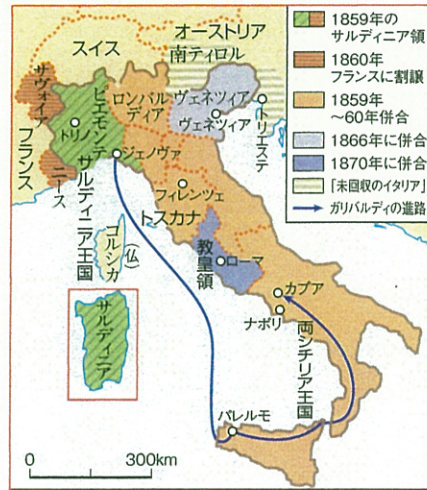 オーストリア
スイス
南ティロル
サヴォイア
ピエモンテ
ロンバル
ディア
ヴェネツィア
ヴェネツィア
トリエステ
トリノ
フランス
ジェノヴァ
ニース
サルディニア王国
フィレンツェ
トスカナ
コルシカ
(仏)
教皇領
ローマ
カプア
ナポリ
両シチリア王国
サルディニア
パレルモ
0 300km
1859年の
サルディニア領
1860年
フランスに割譲
1859年
~60年併合
1866年に併合
1870年に併合
「未回収のイタリア」
ガリバルディの進路